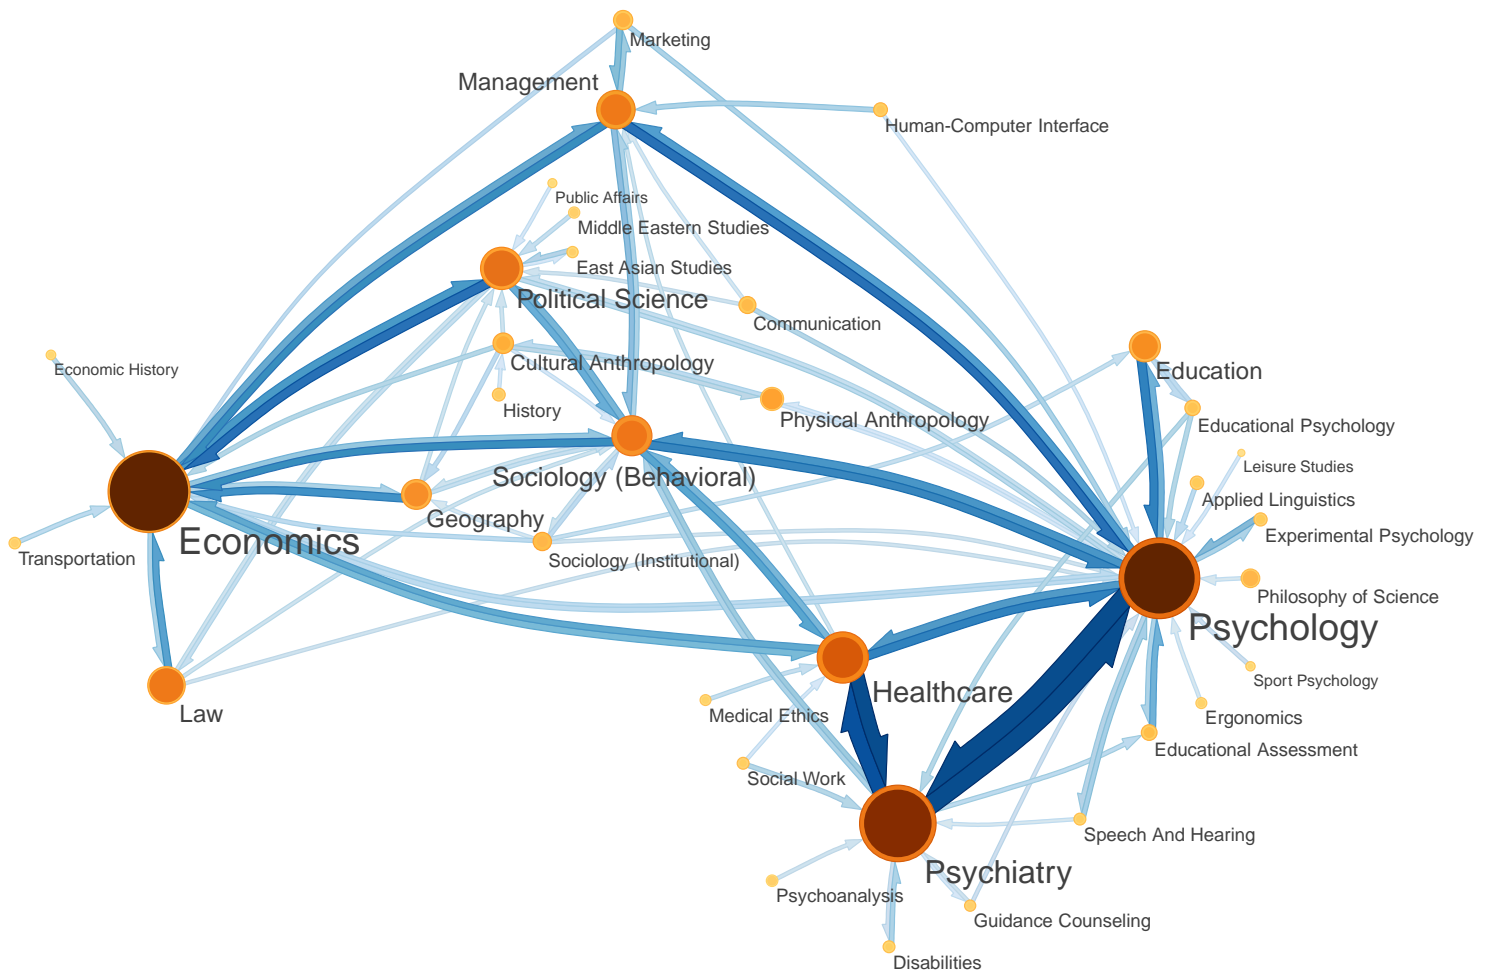 Marketing
Management
Human-Computer Interface
Public Affairs
Middle Eastern Studies
East Asian Studies
Political Science
Communication
Cultural Anthropology
Economic History
Education
History
Physical Anthropology
Educational Psychology
Leisure Studies
Sociology (Behavioral)
Applied Linguistics
Geography
Experimental Psychology
Economics
Transportation
Sociology (Institutional)
Philosophy of Science
Psychology
Sport Psychology
Healthcare
Law
Medical Ethics
Ergonomics
Educational Assessment
Social Work
Speech And Hearing
Psychiatry
Psychoanalysis
Guidance Counseling
Disabilities